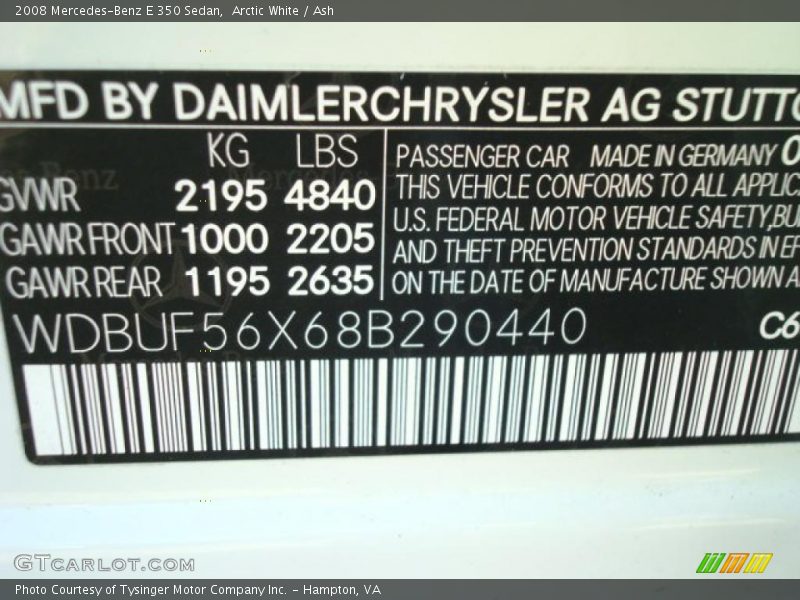 2008 Mercedes-Benz E 350 Sedan,  Arctic White / Ash
MFD BY DAIMLERCHRYSLER AG STUTTG
KG LBS
GVWR 2195 4840
GAWR FRONT 1000 2205
GAWR REAR 1195 2635
PASSENGER CAR MADE IN GERMANY 0
THIS VEHICLE CONFORMS TO ALL APPLIC
U.S. FEDERAL MOTOR VEHICLE SAFETY, BU
AND THEFT PREVENTION STANDARDS IN EF
ON THE DATE OF MANUFACTURE SHOWN A
WDBUF56X68B290440 C6
GTCARLOT.COM
Photo Courtesy of Tysinger Motor Company Inc. - Hampton, VA